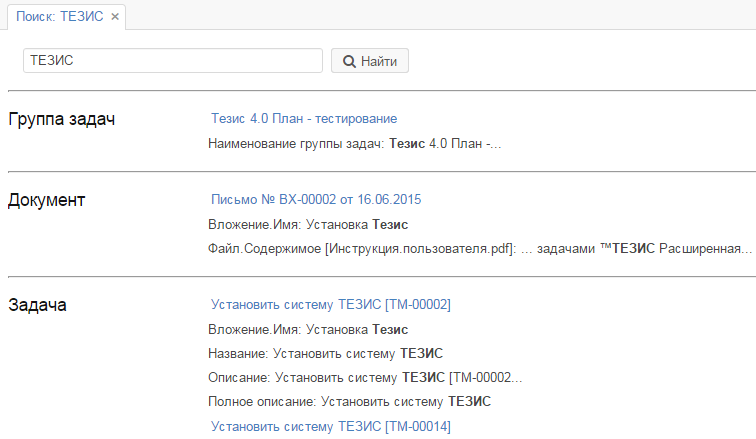 Поиск: ТЕЗИС ×
ТЕЗИС Найти
Группа задач Тезис 4.0 План - тестирование
Наименование группы задач: Тезис 4.0 План -...
Документ Письмо № ВХ-00002 от 16.06.2015
Вложение.Имя: Установка Тезис
Файл.Содержимое [Инструкция.пользователя.pdf]: ... задачами ™ТЕЗИС Расширенная...
Задача Установить систему ТЕЗИС [ТМ-00002]
Вложение.Имя: Установка Тезис
Название: Установить систему ТЕЗИС
Описание: Установить систему ТЕЗИС [ТМ-00002...
Полное описание: Установить систему ТЕЗИС
Установить систему ТЕЗИС [ТМ-00014]